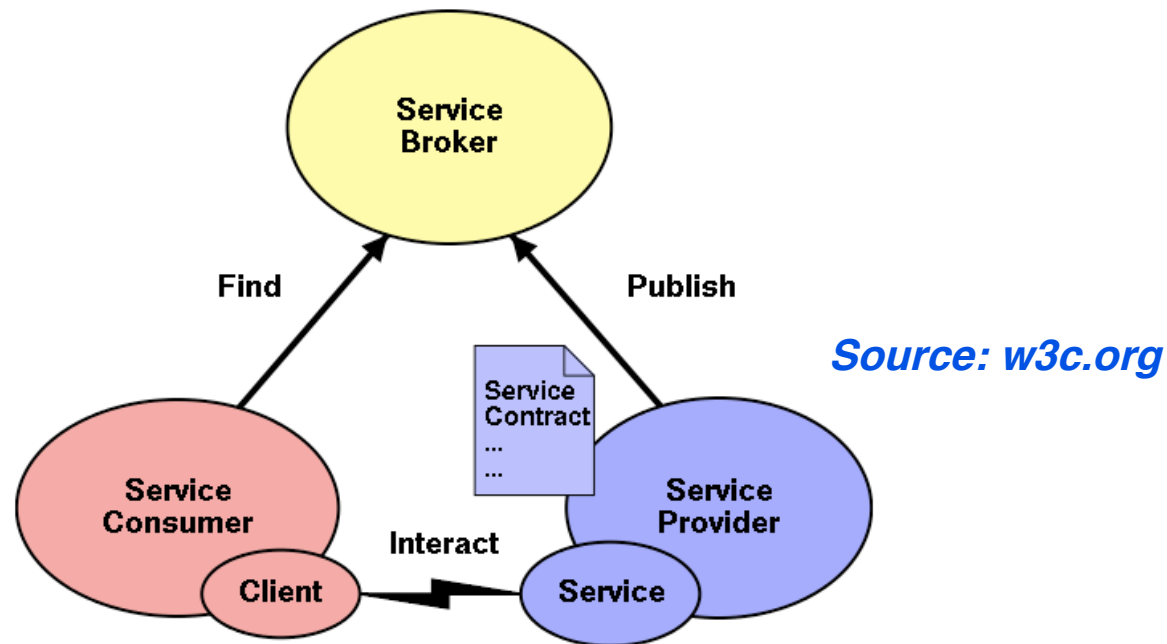 Service
Broker
Find
Publish
Source: w3c.org
Service
Contract
...
...
Service
Consumer
Service
Provider
Interact
Client
Service